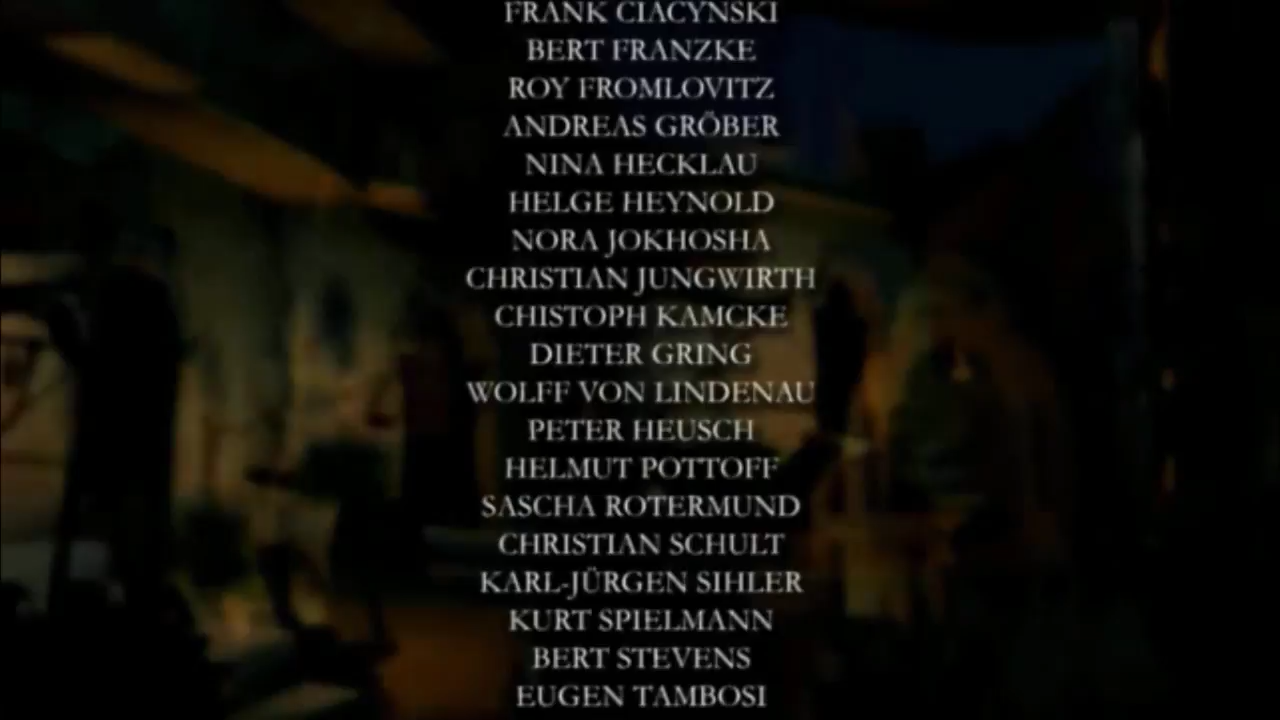 FRANK CIACYNSKI
BERT FRANZKE
ROY FROMLOVITZ
ANDREAS GRÖBER
NINA HECKLAU
HELGE HEYNOLD
NORA JOKHOSHA
CHRISTIAN JUNGWIRTH
CHISTOPH KAMCKE
DIETER GRING
WOLFF VON LINDENAU
PETER HEUSCH
HELMUT POTTOFF
SASCHA ROTERMUND
CHRISTIAN SCHULT
KARL-JÜRGEN SIHLER
KURT SPIELMANN
BERT STEVENS
EUGEN TAMBOSI